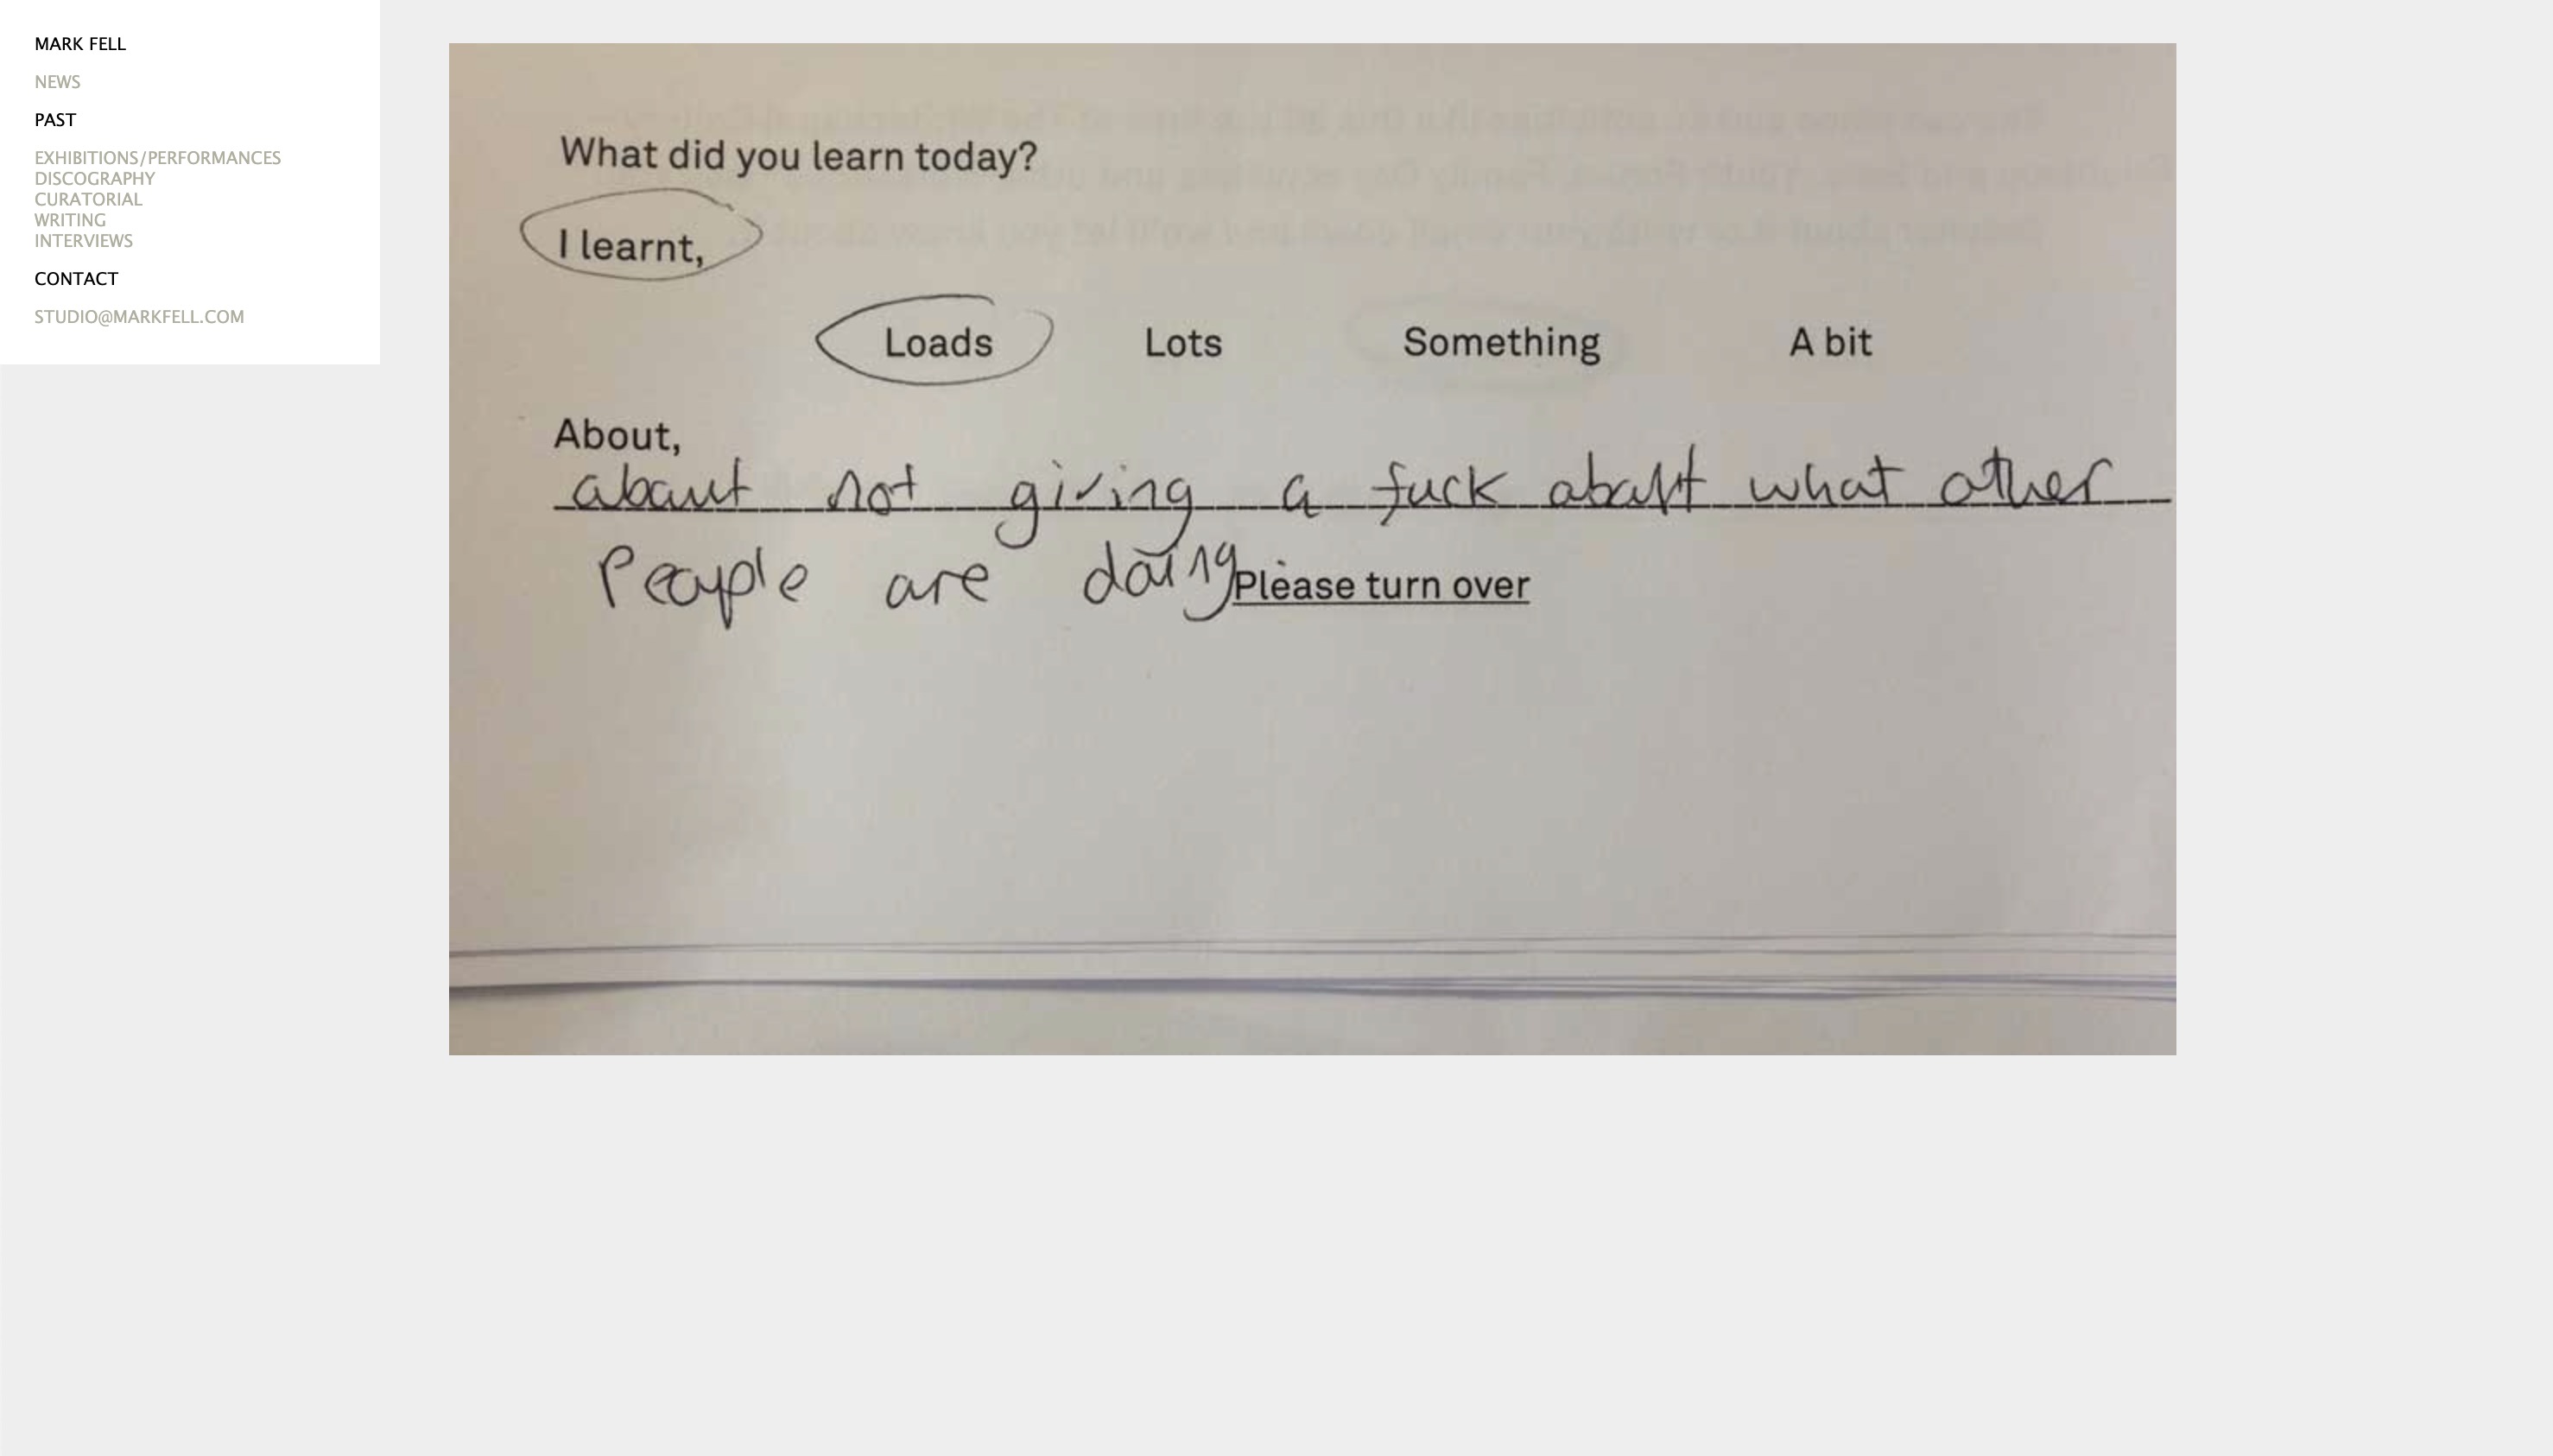 MARK FELL
NEWS
PAST
EXHIBITIONS/PERFORMANCES
DISCOGRAPHY
CURATORIAL
WRITING
INTERVIEWS
CONTACT
STUDIO@MARKFELL.COM
What did you learn today?
I learnt,
Loads Lots Something A bit
About,
about not giving a fuck about what other
People are doing Please turn over